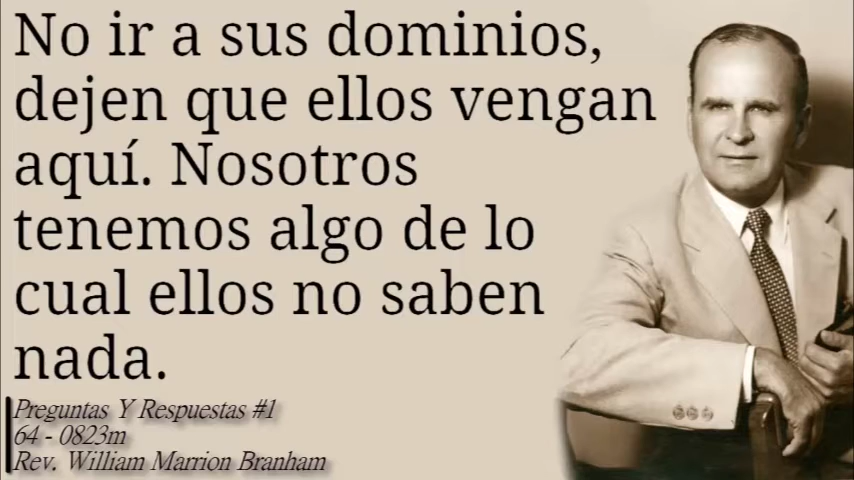 No ir a sus dominios,
dejen que ellos vengan
aquí. Nosotros
tenemos algo de lo
cual ellos no saben
nada.
Preguntas Y Respuestas #1
64 - 0823m
Rev. William Marrion Branham